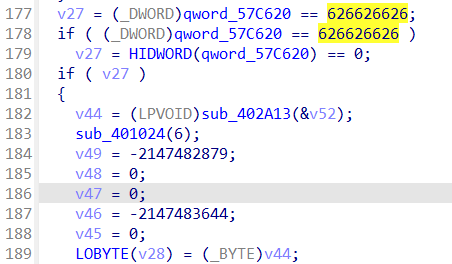 177 v27 = (_DWORD)qword_57C620 == 626626626;
178 if ( (_DWORD)qword_57C620 == 626626626 )
179 v27 = HIDWORD(qword_57C620) == 0;
180 if ( v27 )
181 {
182 v44 = (LPVOID)sub_402A13(&v52);
183 sub_401024(6);
184 v49 = -2147482879;
185 v48 = 0;
186 v47 = 0;
187 v46 = -2147483644;
188 v45 = 0;
189 LOBYTE(v28) = (_BYTE)v44;